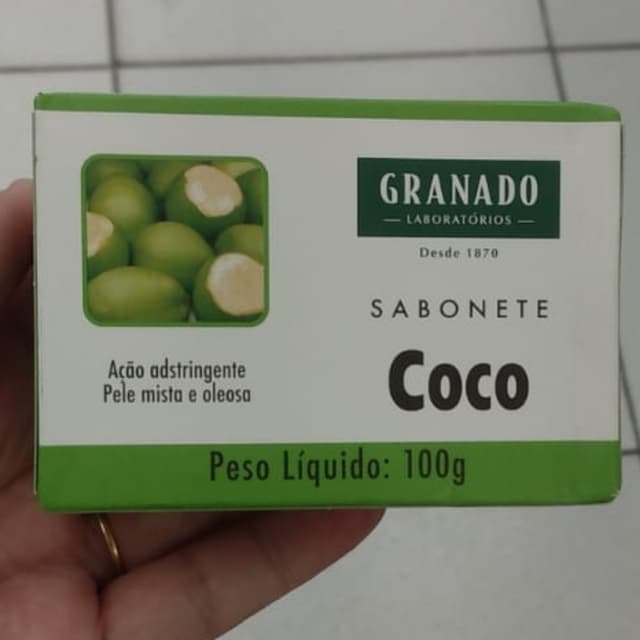 GRANADO
LABORATÓRIOS
Desde 1870
SABONETE
Coco
Ação adstringente
Pele mista e oleosa
Peso Líquido: 100g